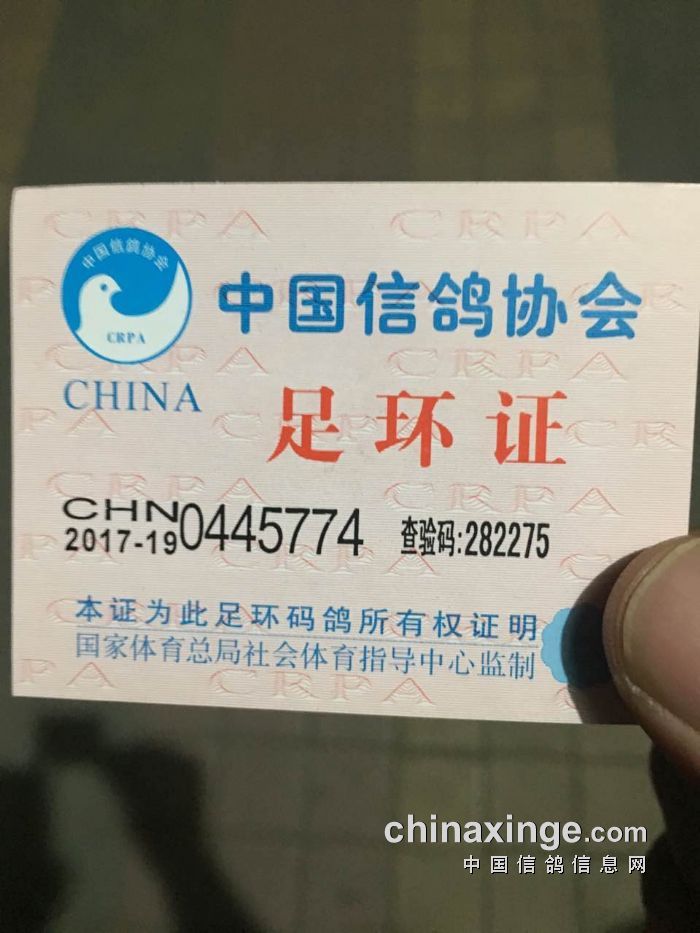 中国信鸽协会
CRPA
CHINA
中国信鸽协会
足环证
CHN
2017-19 0445774 查验码:282275
本证为此足环码鸽所有权证明
国家体育总局社会体育指导中心监制
chinaxinge.com
中国信鸽信息网